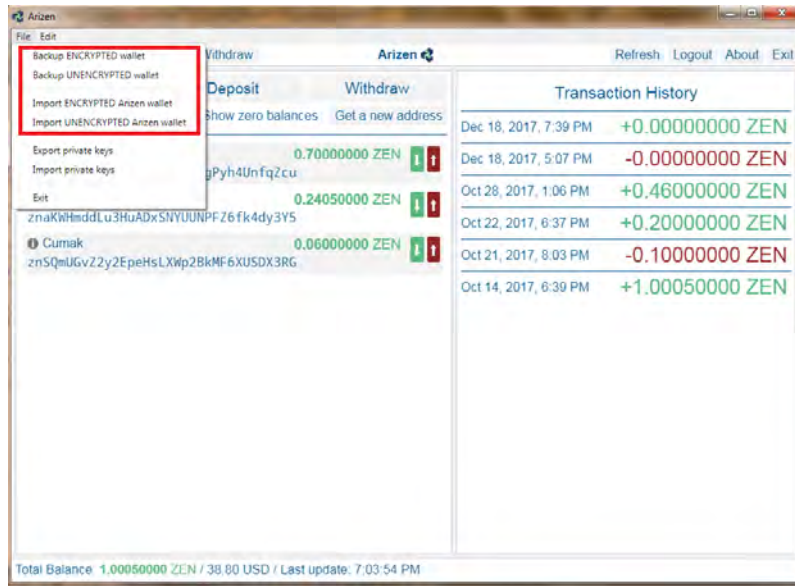 Arizen
File Edit
Withdraw Arizen Refresh Logout About Exit
Backup ENCRYPTED wallet
Backup UNENCRYPTED wallet
Import ENCRYPTED Arizen wallet
Import UNENCRYPTED Arizen wallet
Export private keys
Import private keys
Exit
Deposit Withdraw
Show zero balances Get a new address
0.70000000 ZEN
gPyh4UnfqZcu
0.24050000 ZEN
znaKWHmddLu3HuADxSNYUUNPFZ6fk4dy3Y5
Cumak 0.06000000 ZEN
znSQmUGvZ2y2EpeHsLXWp2BkMF6XUSDX3RG
Transaction History
Dec 18, 2017, 7:39 PM +0.00000000 ZEN
Dec 18, 2017, 5:07 PM -0.00000000 ZEN
Oct 28, 2017, 1:06 PM +0.46000000 ZEN
Oct 22, 2017, 6:37 PM +0.20000000 ZEN
Oct 21, 2017, 8:03 PM -0.10000000 ZEN
Oct 14, 2017, 6:39 PM +1.00050000 ZEN
Total Balance: 1.00050000 ZEN / 38.80 USD / Last update: 7:03:54 PM